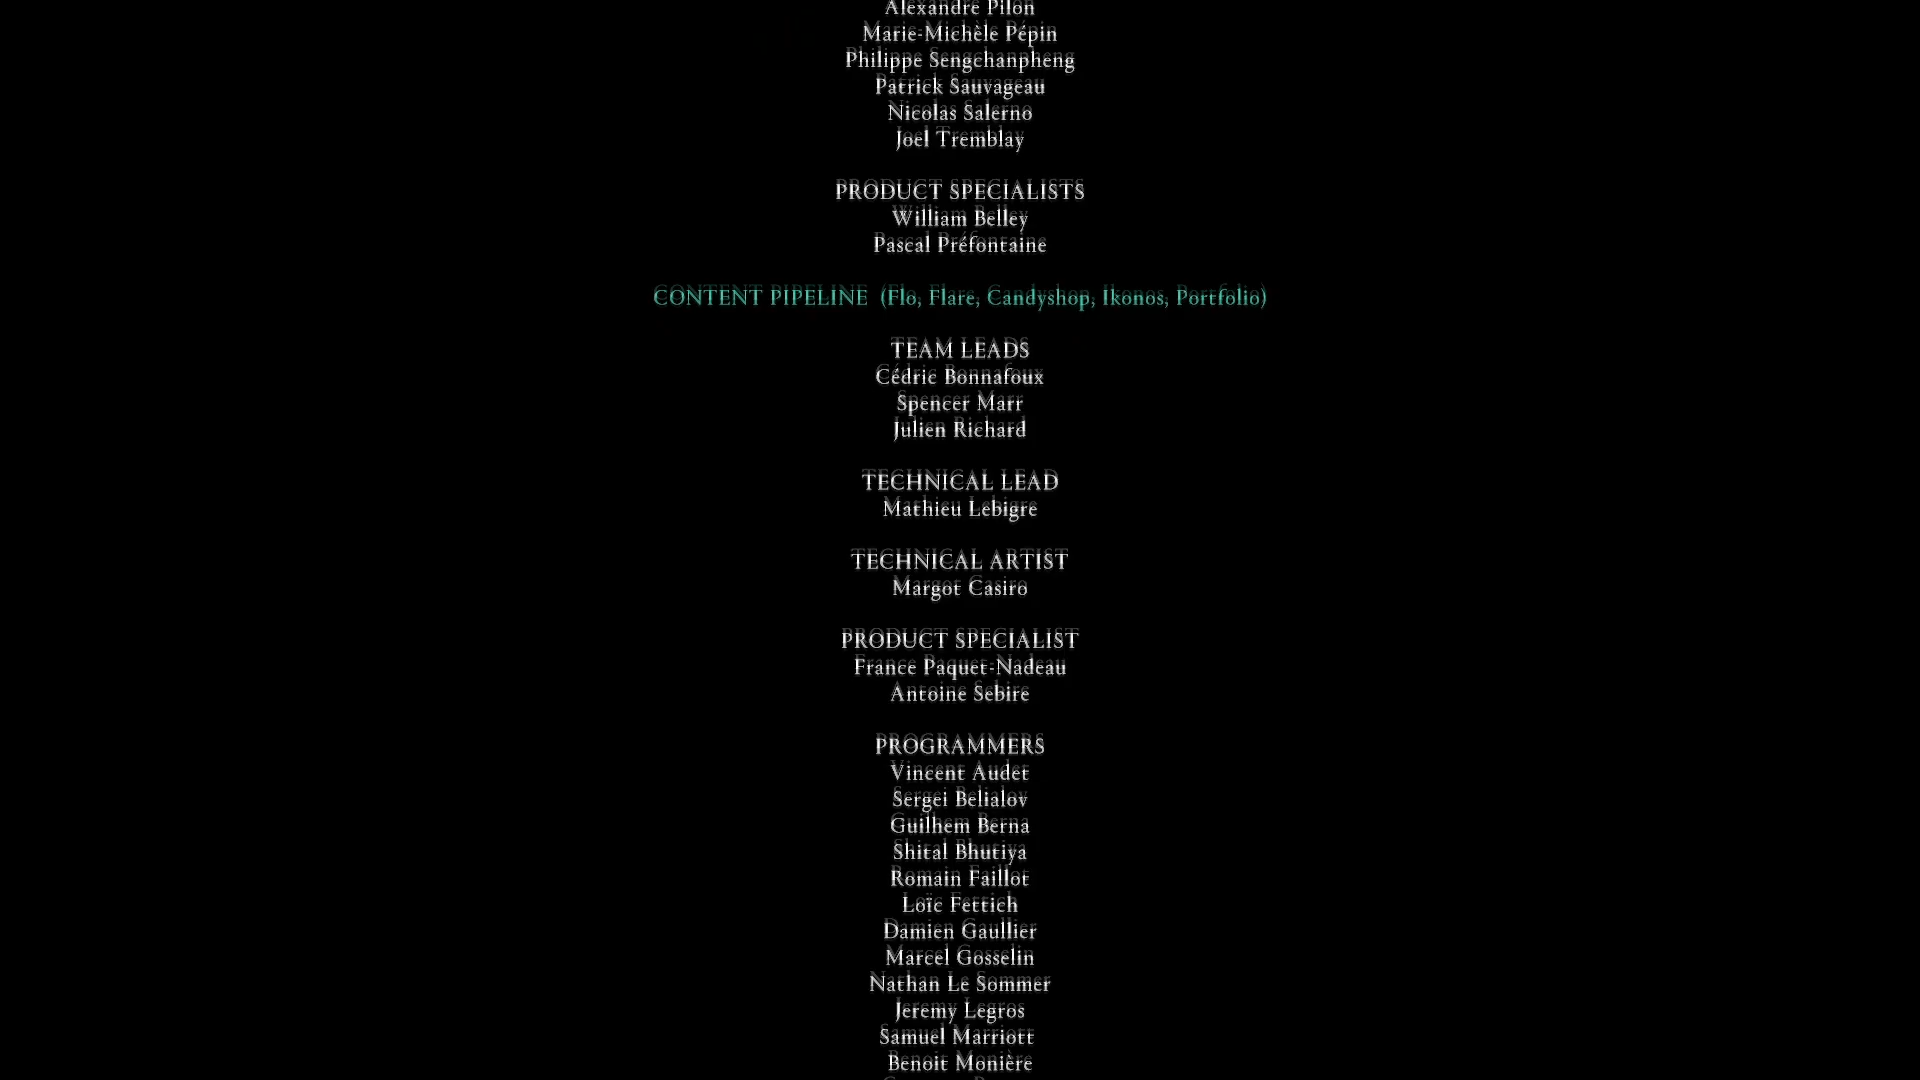 Alexandre Pilon
Marie-Michèle Pépin
Philippe Sengchanpheng
Patrick Sauvageau
Nicolas Salerno
Joel Tremblay
PRODUCT SPECIALISTS
William Belley
Pascal Préfontaine
CONTENT PIPELINE (Flo, Flare, Candyshop, Ikonos, Portfolio)
TEAM LEADS
Cédric Bonnafoux
Spencer Marr
Julien Richard
TECHNICAL LEAD
Mathieu Lebigre
TECHNICAL ARTIST
Margot Casiro
PRODUCT SPECIALIST
France Paquet-Nadeau
Antoine Sebire
PROGRAMMERS
Vincent Audet
Sergei Belialov
Guilhem Berna
Shital Bhutiya
Romain Faillot
Loïc Fettich
Damien Gaullier
Marcel Gosselin
Nathan Le Sommer
Jeremy Legros
Samuel Marriott
Benoit Monière